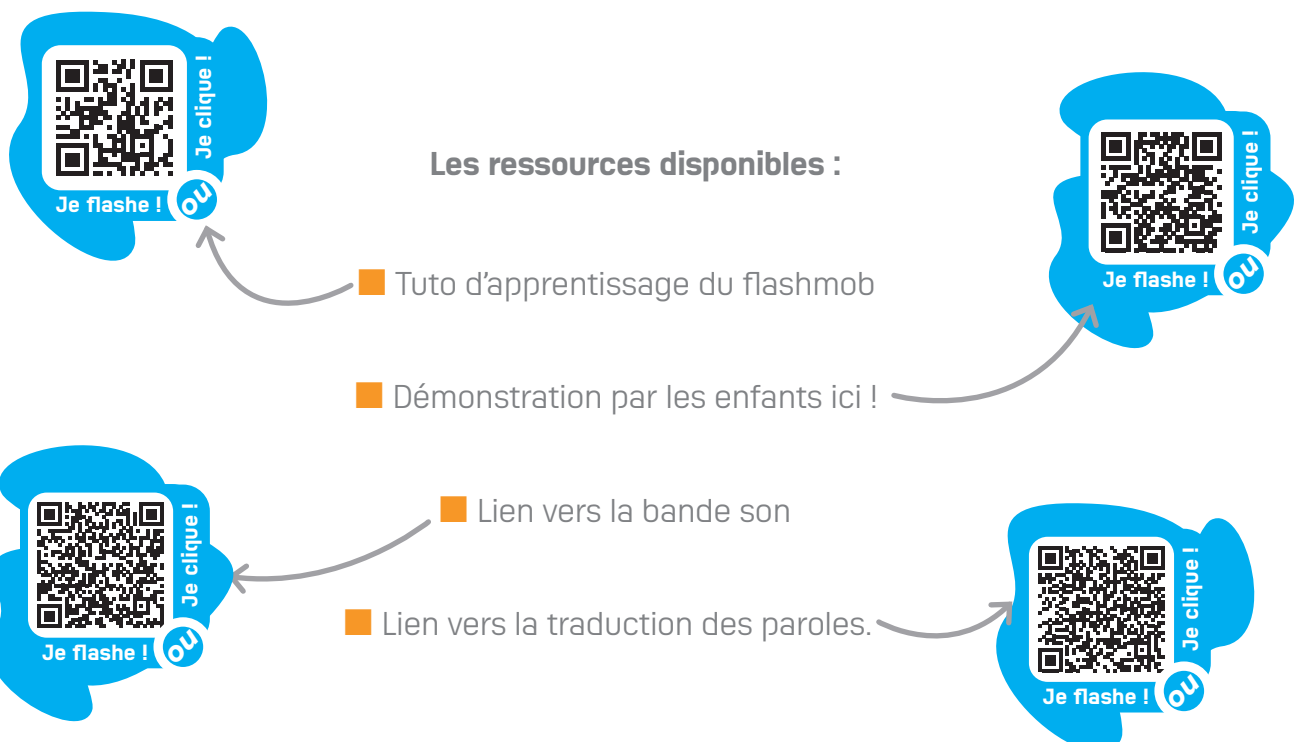 Je clique !
Je flashe !
ou
Les ressources disponibles :
Je clique !
Je flashe !
ou
Tuto d'apprentissage du flashmob
Démonstration par les enfants ici !
Lien vers la bande son
Je clique !
Je flashe !
ou
Lien vers la traduction des paroles.
Je clique !
Je flashe !
ou